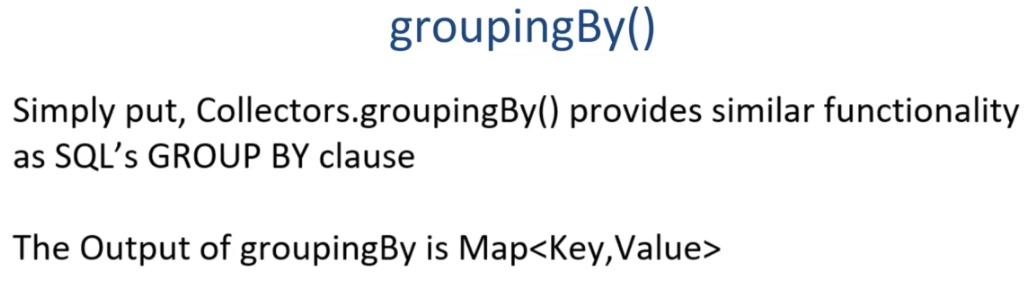 groupingBy()
Simply put, Collectors.groupingBy() provides similar functionality
as SQL’s GROUP BY clause
The Output of groupingBy is Map<Key,Value>